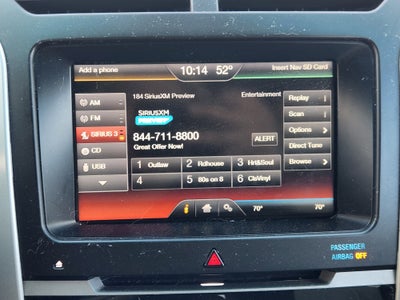 Add a phone
10:14 52°
Insert Nav SD Card
184 SiriusXM Preview
Entertainment
AM
FM
SIRIUS 3
CD
USB
SIRIUSXM
844-711-8800
Great Offer Now!
ALERT
1 Outlaw
2 Rdhouse
3 Hrt&Soul
4
5 80s on 8
6 ClsVinyl
Replay
Scan
Options
Direct Tune
Browse
i
70°
70°
PASSENGER
AIRBAG OFF